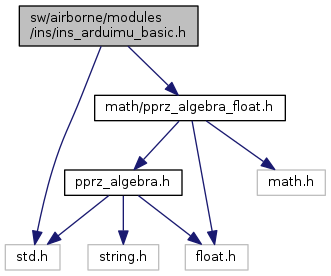 sw/airborne/modules
/ins/ins_arduimu_basic.h
math/pprz_algebra_float.h
pprz_algebra.h
math.h
std.h
string.h
float.h